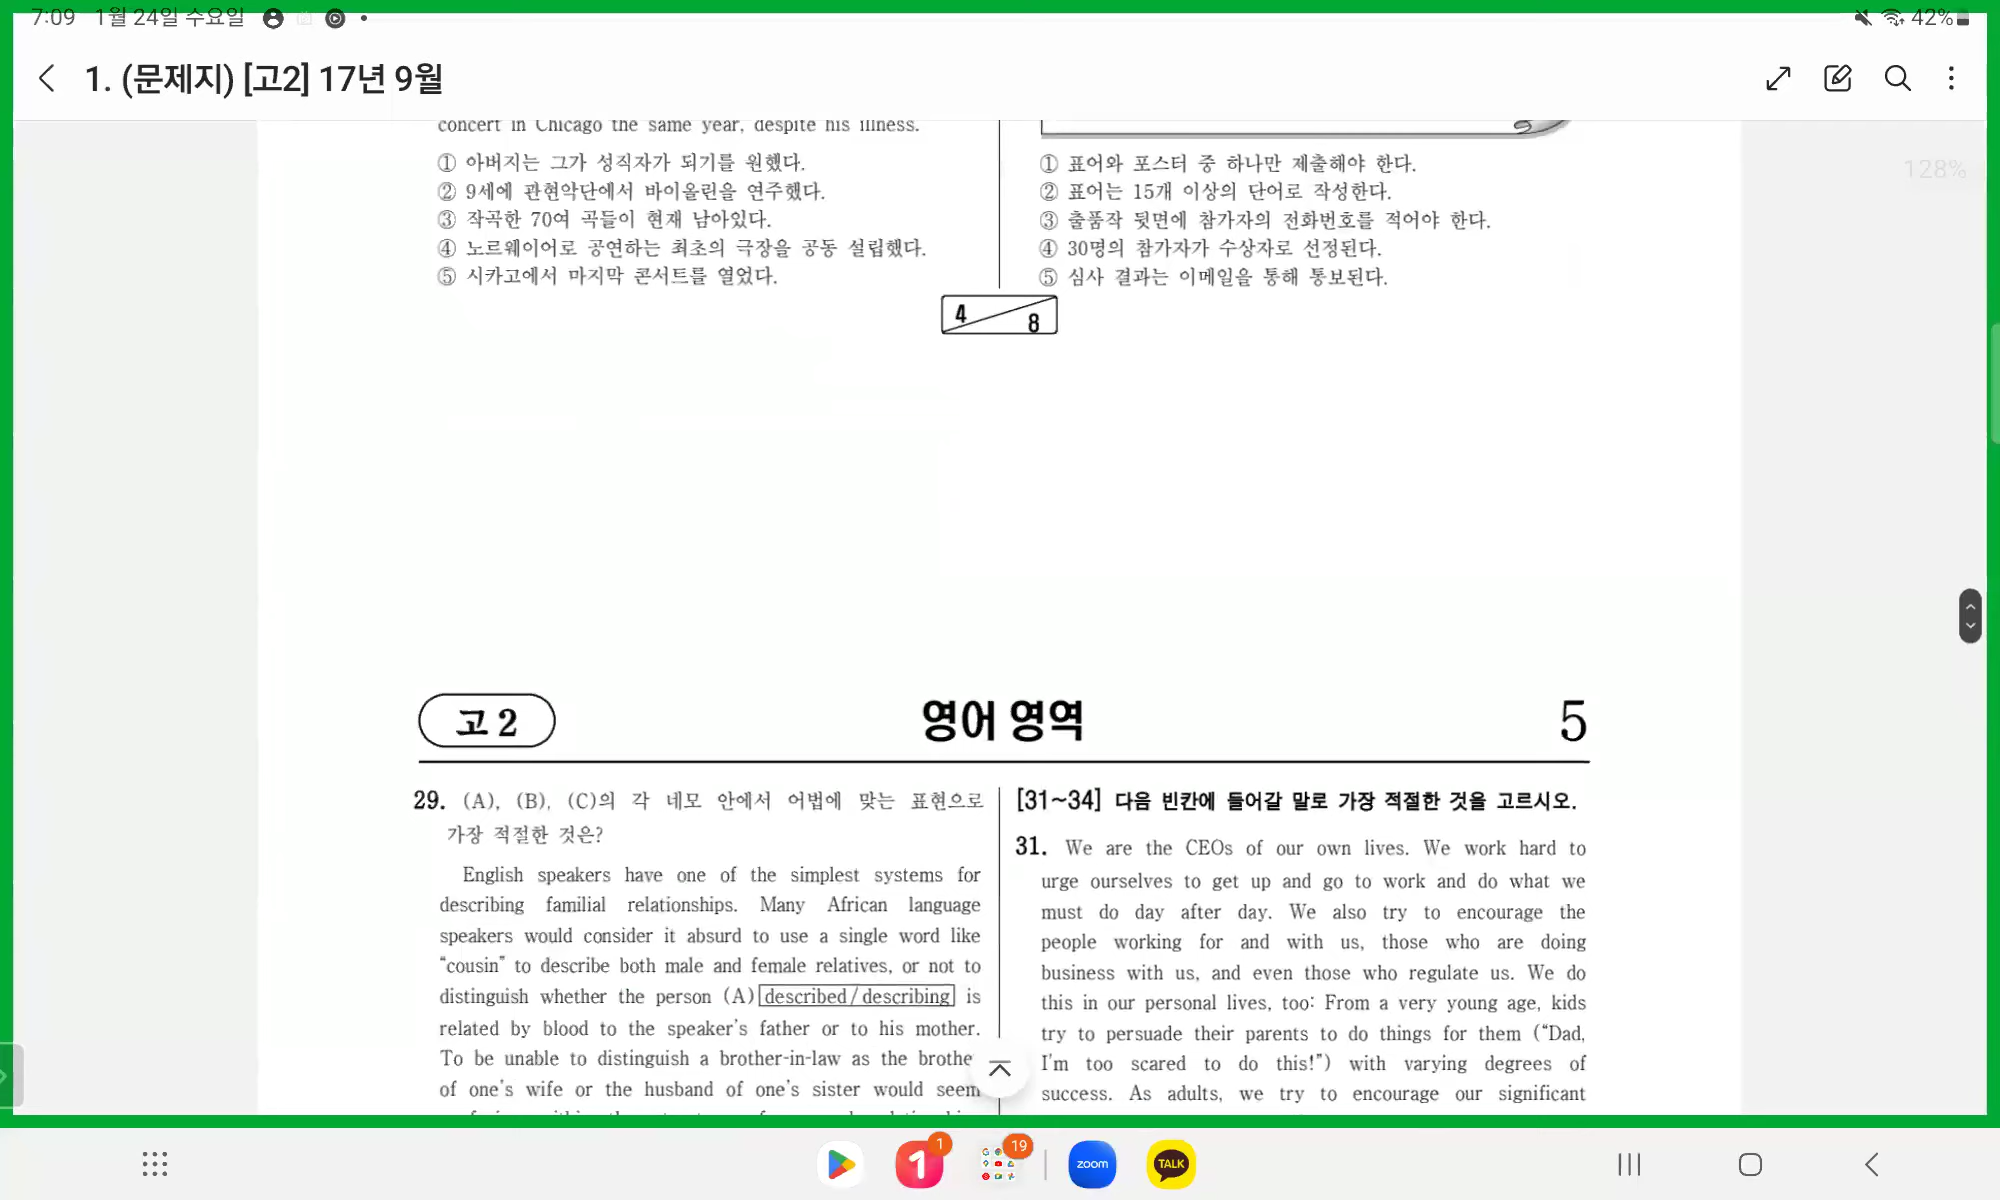 7:09 1월 24일 수요일
42%
1. (문제지) [고2] 17년 9월
128%
concert in Chicago the same year, despite his illness.
① 아버지는 그가 성직자가 되기를 원했다.
② 9세에 관현악단에서 바이올린을 연주했다.
③ 작곡한 70여 곡들이 현재 남아있다.
④ 노르웨이어로 공연하는 최초의 극장을 공동 설립했다.
⑤ 시카고에서 마지막 콘서트를 열었다.
① 표어와 포스터 중 하나만 제출해야 한다.
② 표어는 15개 이상의 단어로 작성한다.
③ 출품작 뒷면에 참가자의 전화번호를 적어야 한다.
④ 30명의 참가자가 수상자로 선정된다.
⑤ 심사 결과는 이메일을 통해 통보된다.
4 8
고 2 영어 영역 5
29. (A), (B), (C)의 각 네모 안에서 어법에 맞는 표현으로
가장 적절한 것은?
English speakers have one of the simplest systems for
describing familial relationships. Many African language
speakers would consider it absurd to use a single word like
“cousin” to describe both male and female relatives, or not to
distinguish whether the person (A) described / describing is
related by blood to the speaker’s father or to his mother.
To be unable to distinguish a brother-in-law as the brothe
of one’s wife or the husband of one’s sister would seem
[31~34] 다음 빈칸에 들어갈 말로 가장 적절한 것을 고르시오.
31. We are the CEOs of our own lives. We work hard to
urge ourselves to get up and go to work and do what we
must do day after day. We also try to encourage the
people working for and with us, those who are doing
business with us, and even those who regulate us. We do
this in our personal lives, too: From a very young age, kids
try to persuade their parents to do things for them (“Dad,
I’m too scared to do this!”) with varying degrees of
success. As adults, we try to encourage our significant
1
19
zoom
TALK